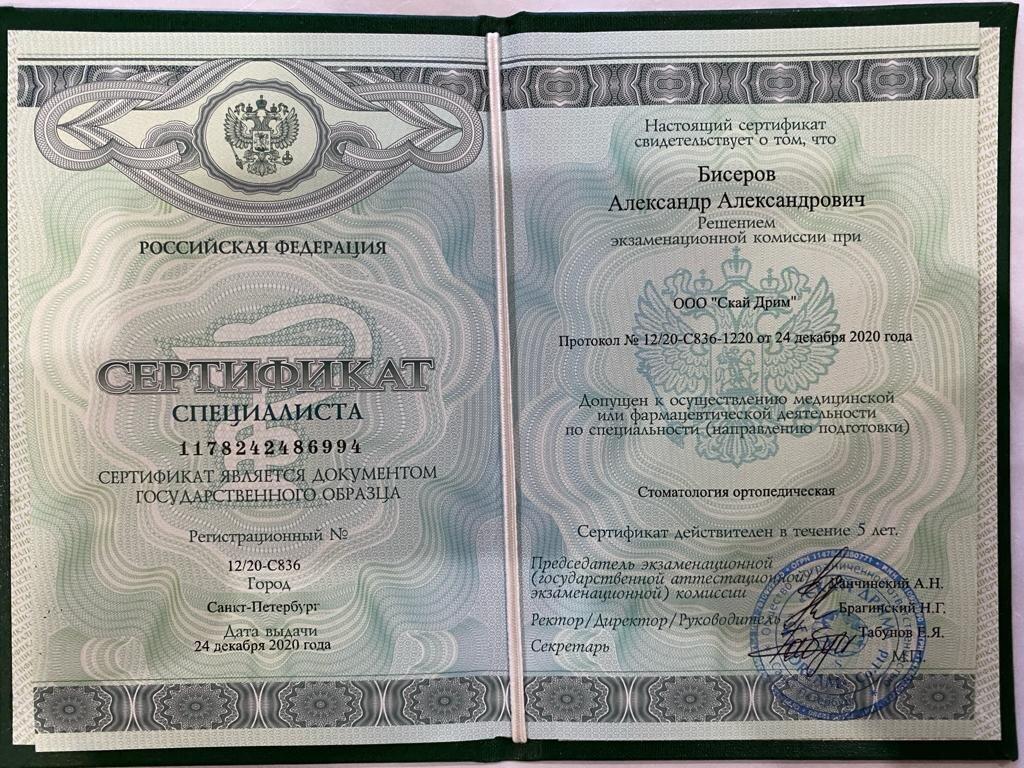 РОССИЙСКАЯ ФЕДЕРАЦИЯ
СЕРТИФИКАТ
СПЕЦИАЛИСТА
1178242486994
СЕРТИФИКАТ ЯВЛЯЕТСЯ ДОКУМЕНТОМ
ГОСУДАРСТВЕННОГО ОБРАЗЦА
Регистрационный №
12/20-С836
Город
Санкт-Петербург
Дата выдачи
24 декабря 2020 года
Настоящий сертификат
свидетельствует о том, что
Бисеров
Александр Александрович
Решением
экзаменационной комиссии при
ООО "Скай Дрим"
Протокол № 12/20-С836-1220 от 24 декабря 2020 года
Допущен к осуществлению медицинской
или фармацевтической деятельности
по специальности (направлению подготовки)
Стоматология ортопедическая
Сертификат действителен в течение 5 лет.
Председатель экзаменационной
(государственной аттестационной
экзаменационной) комиссии
А.Н.
Ректор/Директор/Руководитель
Брагинский Н.Г.
Секретарь
Табунов Е.Я.
М.П.